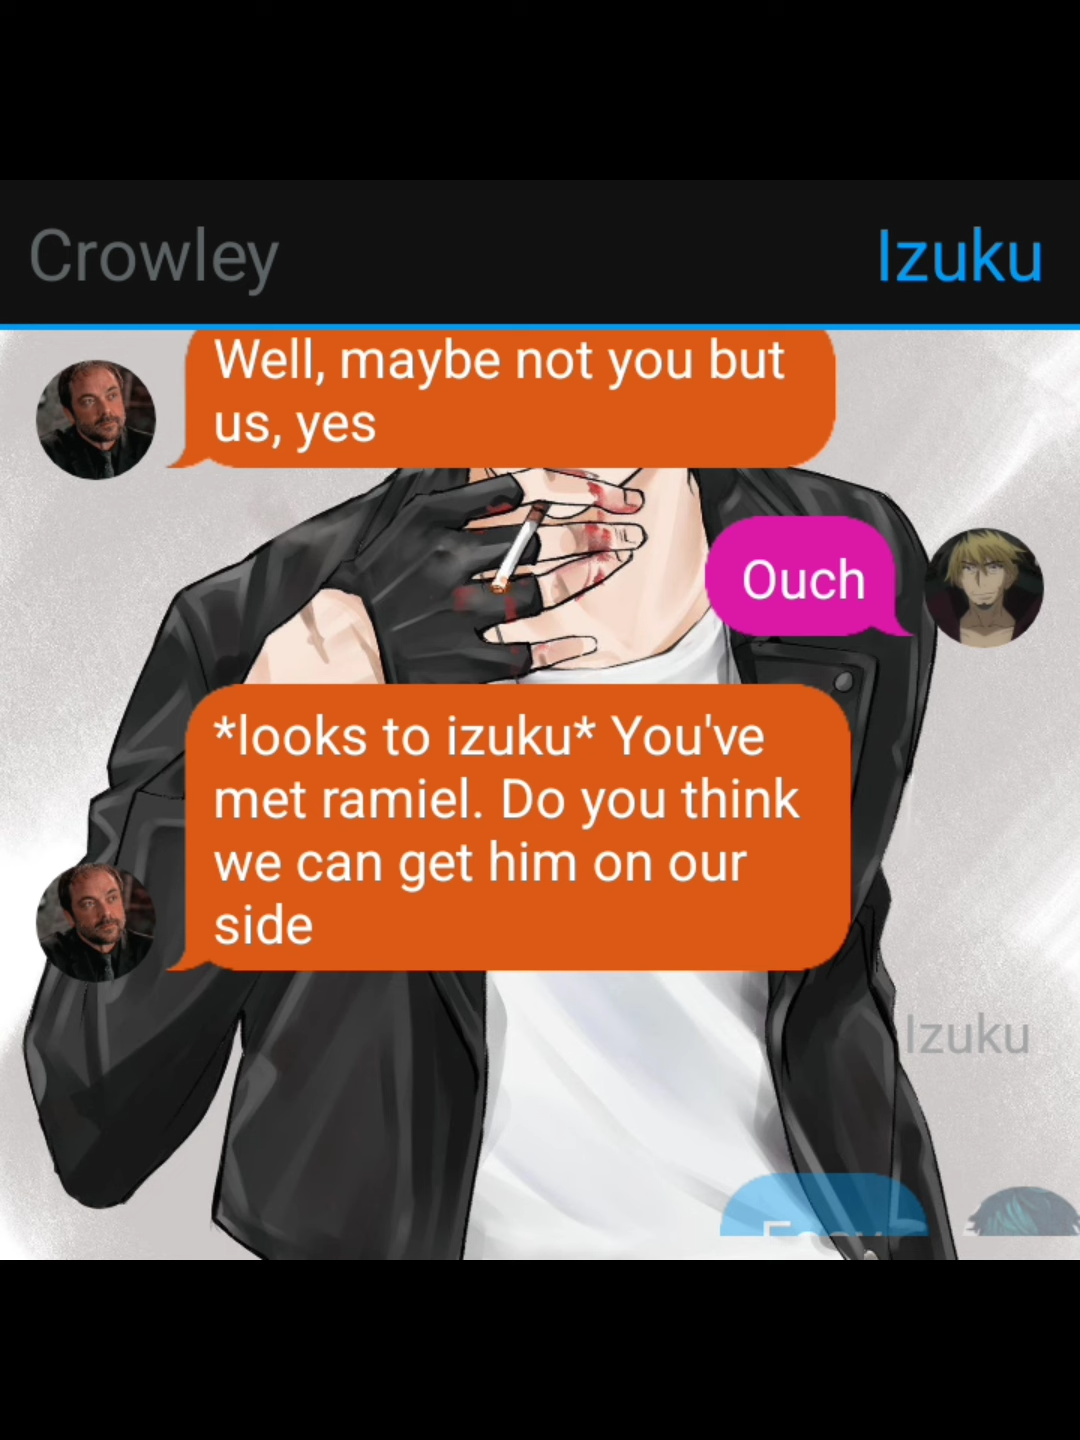 Crowley
Izuku
Well, maybe not you but
us, yes
Ouch
*looks to izuku* You've
met ramiel. Do you think
we can get him on our
side
Izuku